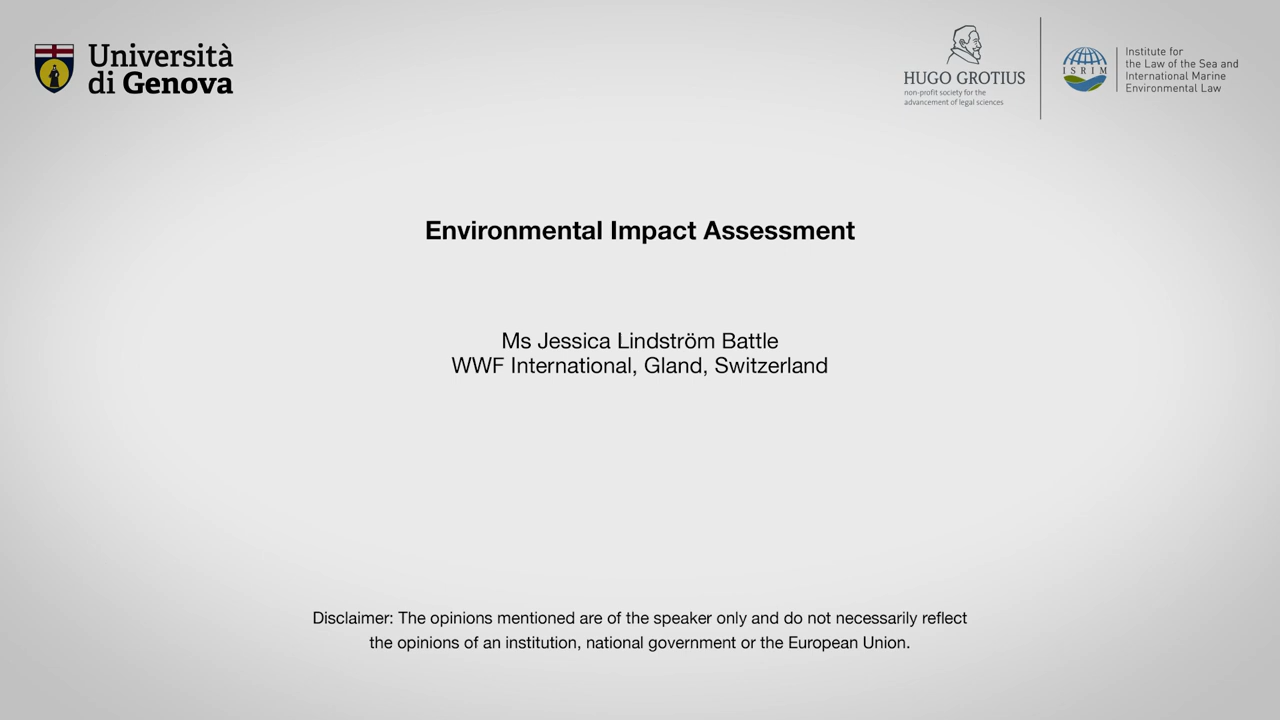 Università
di Genova
HUGO GROTIUS
non-profit society for the
advancement of legal sciences
ISRIM
Institute for
the Law of the Sea and
International Marine
Environmental Law
Environmental Impact Assessment
Ms Jessica Lindström Battle
WWF International, Gland, Switzerland
Disclaimer: The opinions mentioned are of the speaker only and do not necessarily reflect
the opinions of an institution, national government or the European Union.